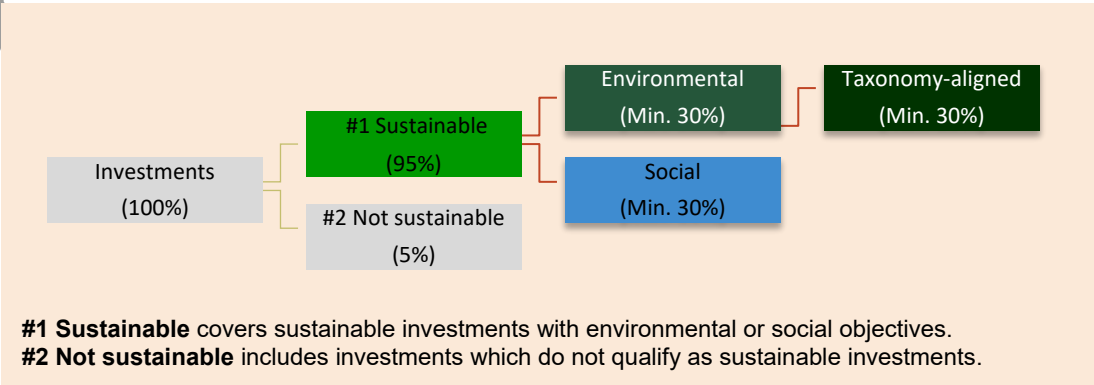 Investments
(100%)
#1 Sustainable
(95%)
#2 Not sustainable
(5%)
Environmental
(Min. 30%)
Social
(Min. 30%)
Taxonomy-aligned
(Min. 30%)
#1 Sustainable covers sustainable investments with environmental or social objectives.
#2 Not sustainable includes investments which do not qualify as sustainable investments.